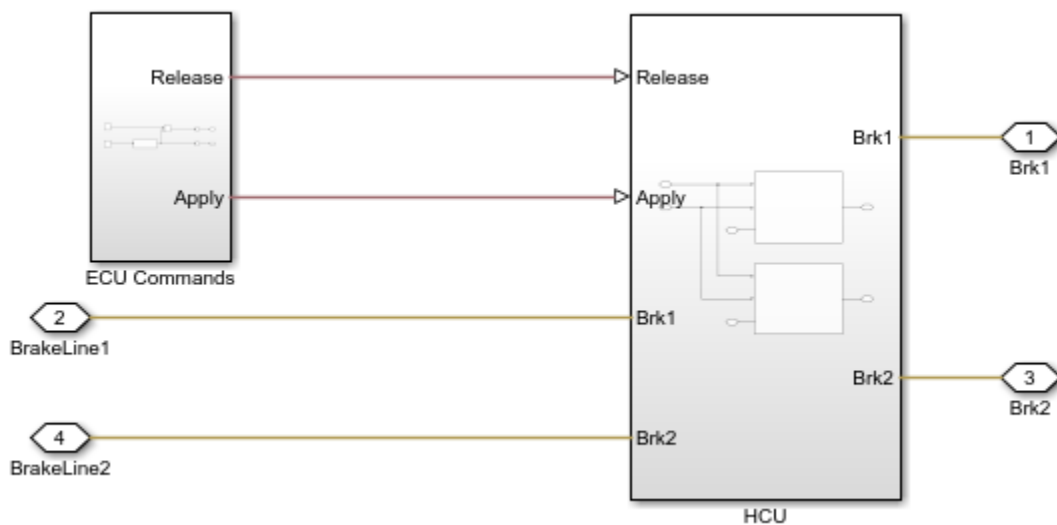 Release
Apply
ECU Commands
2
BrakeLine1
4
BrakeLine2
Release
Apply
Brk1
Brk2
Brk1
Brk2
HCU
1
Brk1
3
Brk2